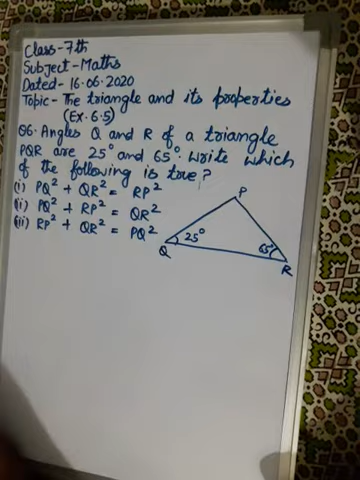 Class-7th
Subject-Maths
Dated-16.06.2020
Topic- The triangle and its properties
(Ex.6.5)
Q6. Angles Q and R of a triangle
PQR are 25° and 65°. Write which
of the following is true?
(i) PQ² + QR² = RP²
(ii) PQ² + RP² = QR²
(iii) RP² + QR² = PQ²
P
Q
25°
65°
R